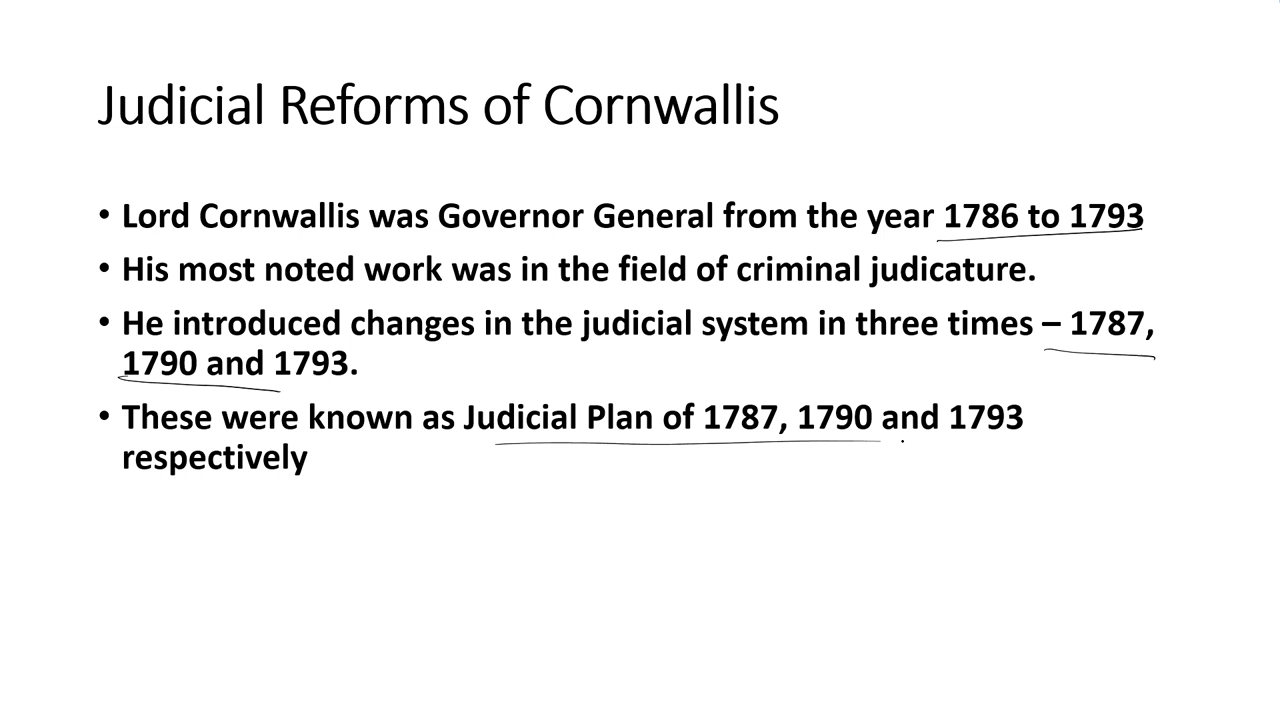 Judicial Reforms of Cornwallis
• Lord Cornwallis was Governor General from the year 1786 to 1793
• His most noted work was in the field of criminal judicature.
• He introduced changes in the judicial system in three times – 1787,
1790 and 1793.
• These were known as Judicial Plan of 1787, 1790 and 1793
respectively